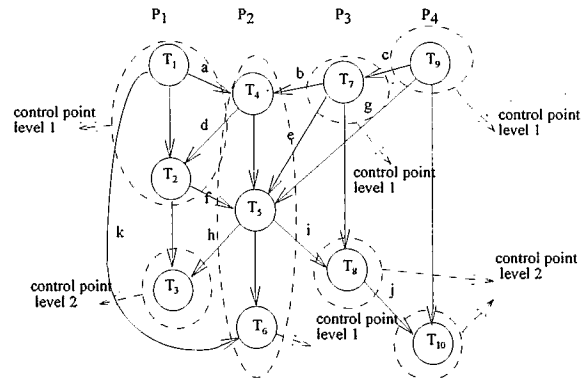 P1 P2 P3 P4
T1 a T4 b T7 c T9
d e g
control point
level 1
control point
level 1
control point
level 1
T2 f T5
k h i
T3 T8
control point
level 2
control point
level 2
j
T6 control point
level 1
T10